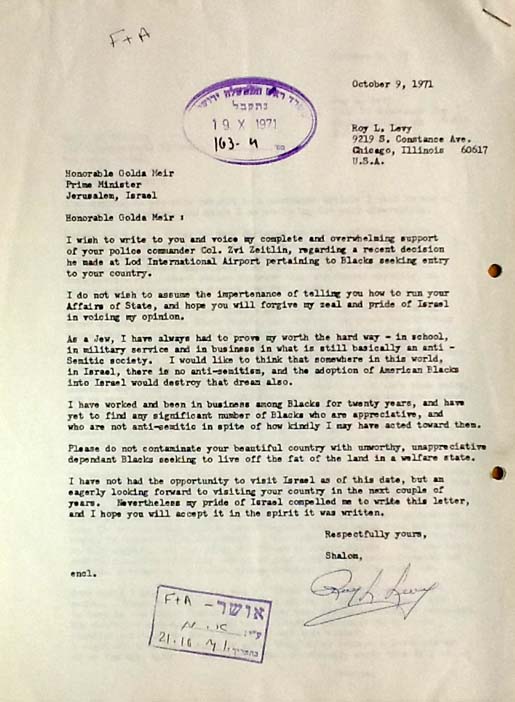 F+A
October 9, 1971
משרד ראש הממשלה ירושלים
נתקבל
19 X 1971
163-
Roy L. Levy
9219 S. Constance Ave.
Chicago, Illinois 60617
U.S.A.
Honorable Golda Meir
Prime Minister
Jerusalem, Israel
Honorable Golda Meir :
I wish to write to you and voice my complete and overwhelming support
of your police commander Col. Zvi Zeitlin, regarding a recent decision
he made at Lod International Airport pertaining to Blacks seeking entry
to your country.
I do not wish to assume the impertenence of telling you how to run your
Affairs of State, and hope you will forgive my zeal and pride of Israel
in voicing my opinion.
As a Jew, I have always had to prove my worth the hard way - in school,
in military service and in business in what is still basically an anti -
Semitic society. I would like to think that somewhere in this world,
in Israel, there is no anti-semitism, and the adoption of American Blacks
into Israel would destroy that dream also.
I have worked and been in business among Blacks for twenty years, and have
yet to find any significant number of Blacks who are appreciative, and
who are not anti-semitic in spite of how kindly I may have acted toward them.
Please do not contaminate your beautiful country with unworthy, unappreciative
dependant Blacks seeking to live off the fat of the land in a welfare state.
I have not had the opportunity to visit Israel as of this date, but an
eagerly looking forward to visiting your country in the next couple of
years. Nevertheless my pride of Israel compelled me to write this letter,
and I hope you will accept it in the spirit it was written.
Respectfully yours,
Shalom,
encl.
Roy L Levy
F+A אושר -
ע"י
בתאריך 21.10.71